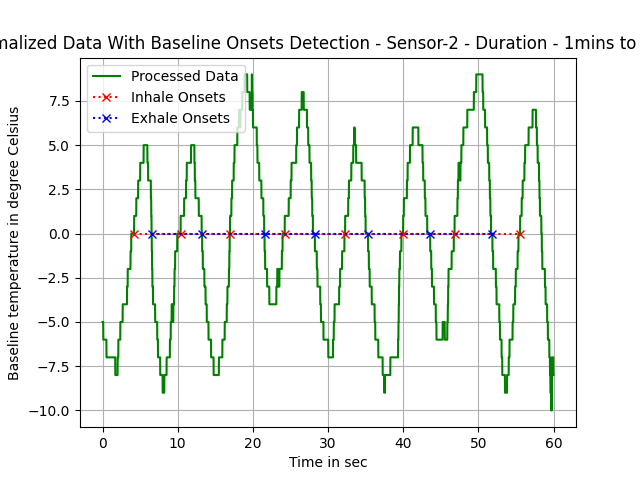 malized Data With Baseline Onsets Detection - Sensor-2 - Duration - 1mins to
Processed Data
Inhale Onsets
Exhale Onsets
Baseline temperature in degree Celsius
7.5
5.0
2.5
0.0
−2.5
−5.0
−7.5
−10.0
0 10 20 30 40 50 60
Time in sec